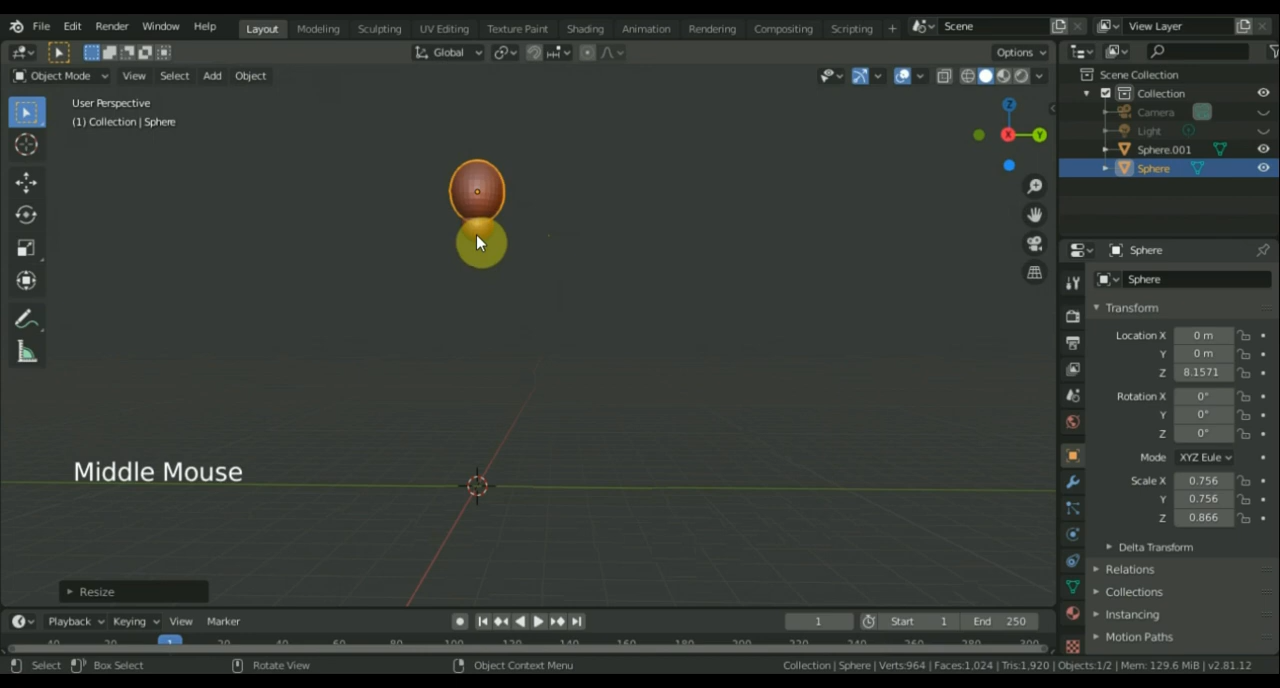 File Edit Render Window Help Layout Modeling Sculpting UV Editing Texture Paint Shading Animation Rendering Compositing Scripting + Scene View Layer
Global Options
Object Mode View Select Add Object
User Perspective
(1) Collection | Sphere
Z
X
Y
Scene Collection
Collection
Camera
Light
Sphere.001
Sphere
Sphere
Sphere
Transform
Location X 0 m
Y 0 m
Z 8.1571
Rotation X 0°
Y 0°
Z 0°
Mode XYZ Eule
Scale X 0.756
Y 0.756
Z 0.866
Delta Transform
Relations
Collections
Instancing
Motion Paths
Middle Mouse
Resize
Playback Keying View Marker 1 Start 1 End 250
Select Box Select Rotate View Object Context Menu Collection | Sphere | Verts:964 | Faces:1,024 | Tris:1,920 | Objects:1/2 | Mem: 129.6 MiB | v2.81.12